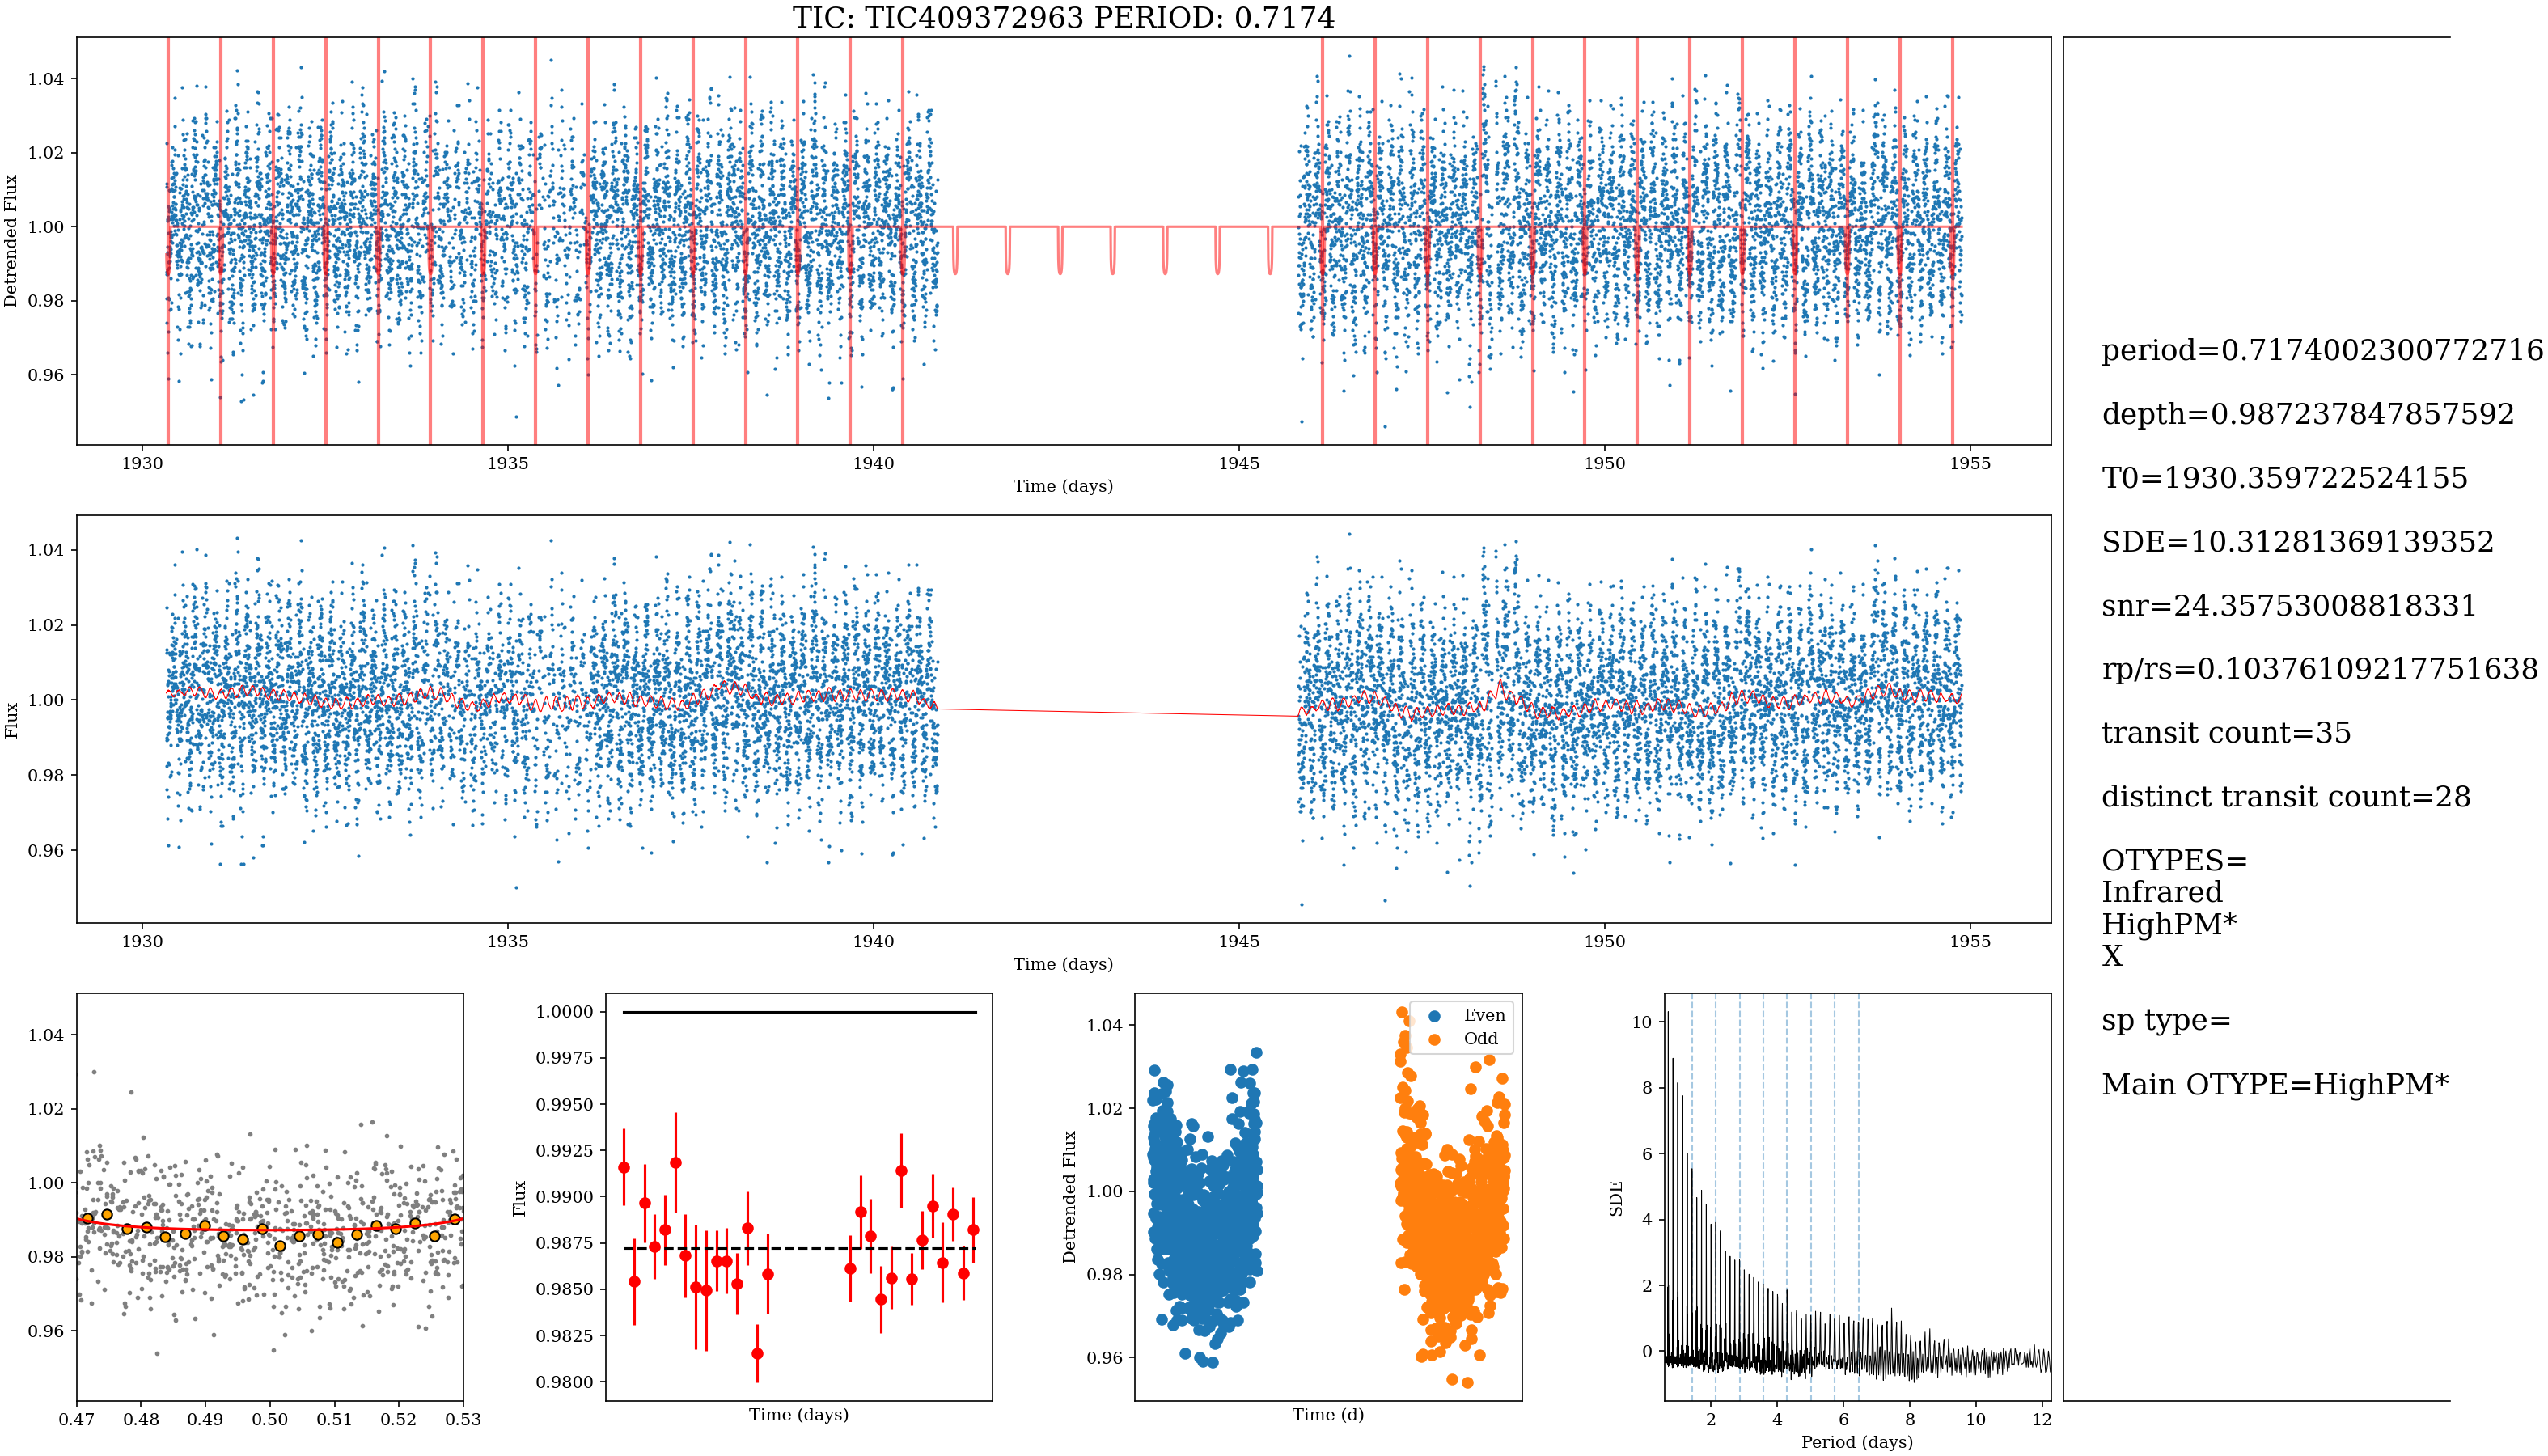 TIC: TIC409372963 PERIOD: 0.7174
1.04
1.02
1.00
0.98
0.96
Detrended Flux
1930
1935
1940
1945
1950
1955
Time (days)
1.04
1.02
1.00
0.98
0.96
Flux
1930
1935
1940
1945
1950
1955
Time (days)
1.04
1.02
1.00
0.98
0.96
0.47
0.48
0.49
0.50
0.51
0.52
0.53
1.0000
0.9975
0.9950
0.9925
0.9900
0.9875
0.9850
0.9825
0.9800
Flux
Time (days)
1.04
1.02
1.00
0.98
0.96
Detrended Flux
Even
Odd
Time (d)
10
8
6
4
2
0
SDE
2
4
6
8
10
12
Period (days)
period=0.7174002300772716
depth=0.987237847857592
T0=1930.359722524155
SDE=10.31281369139352
snr=24.35753008818331
rp/rs=0.10376109217751638
transit count=35
distinct transit count=28
OTYPES=
Infrared
HighPM*
X
sp type=
Main OTYPE=HighPM*